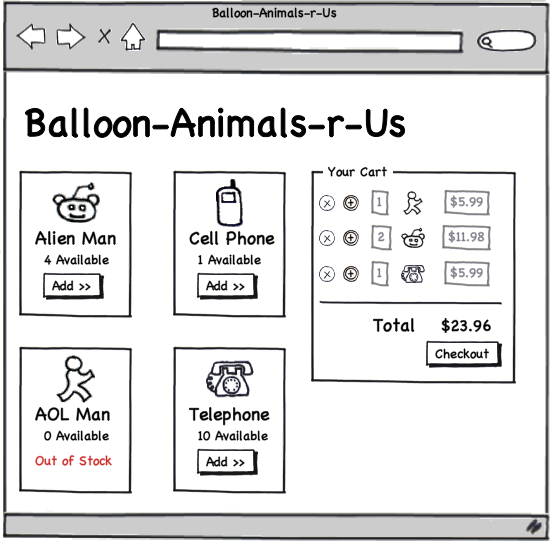 Balloon-Animals-r-Us
Balloon-Animals-r-Us
Alien Man
4 Available
Add >>
Cell Phone
1 Available
Add >>
AOL Man
0 Available
Out of Stock
Telephone
10 Available
Add >>
Your Cart
1 $5.99
2 $11.98
1 $5.99
Total $23.96
Checkout